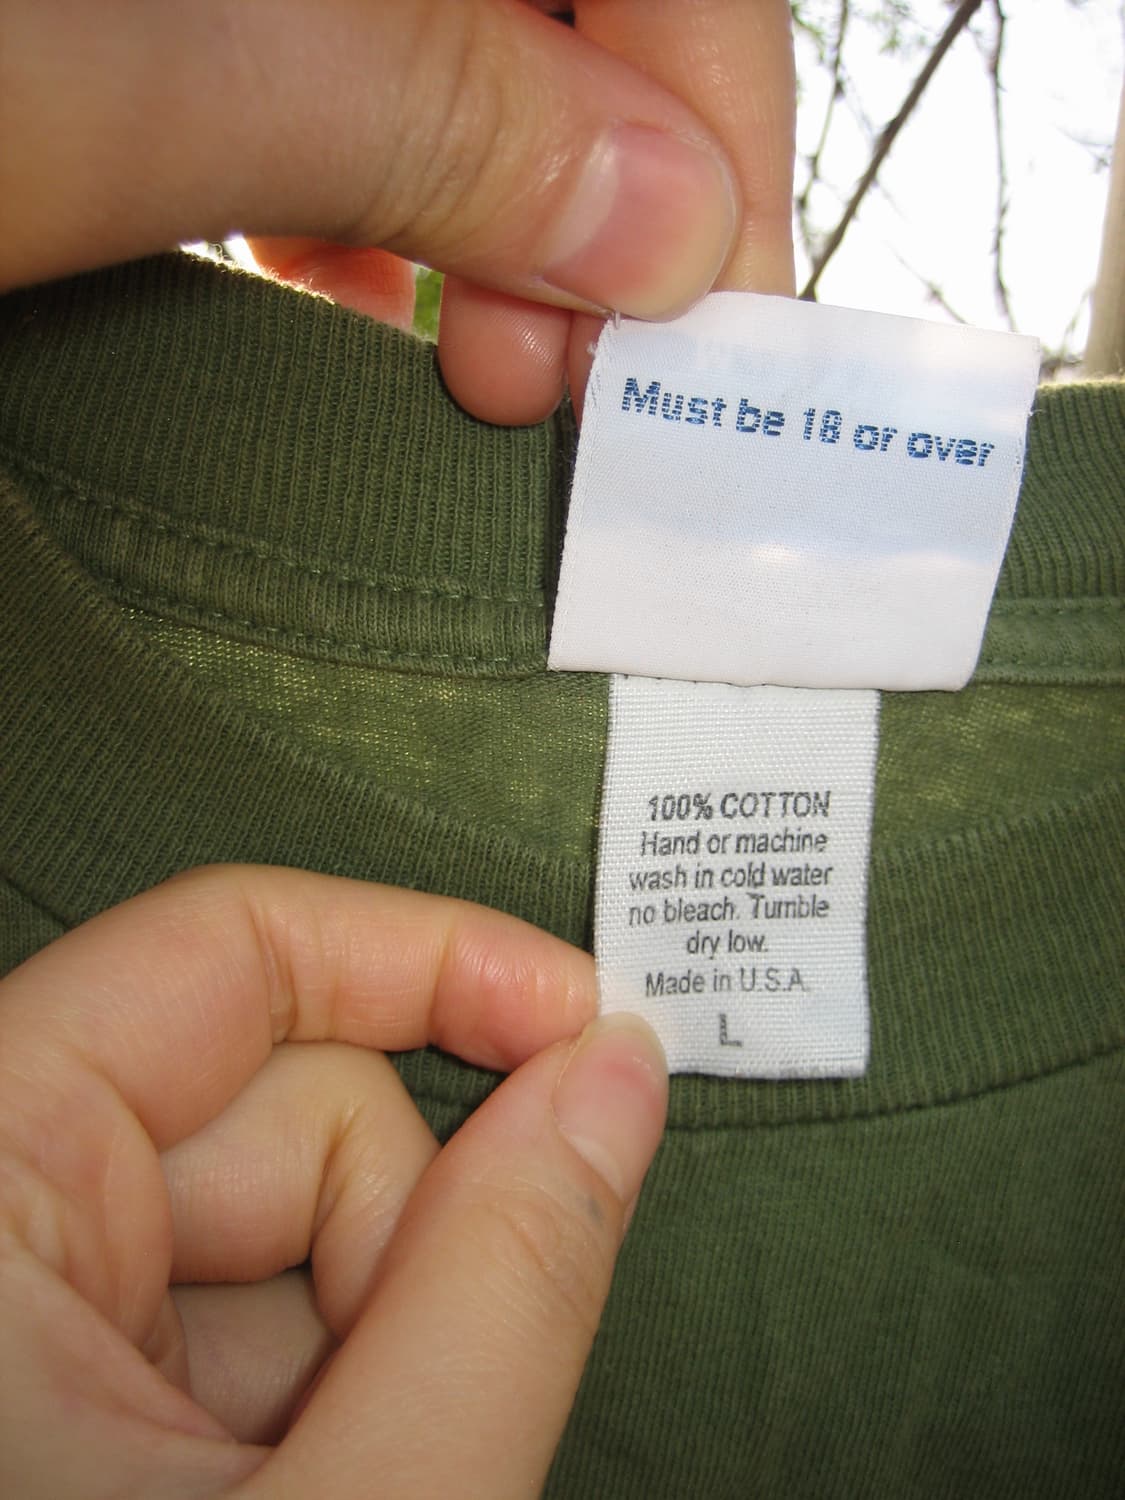 Must be 18 or over
100% COTTON
Hand or machine
wash in cold water
no bleach. Tumble
dry low.
Made in U.S.A.
L